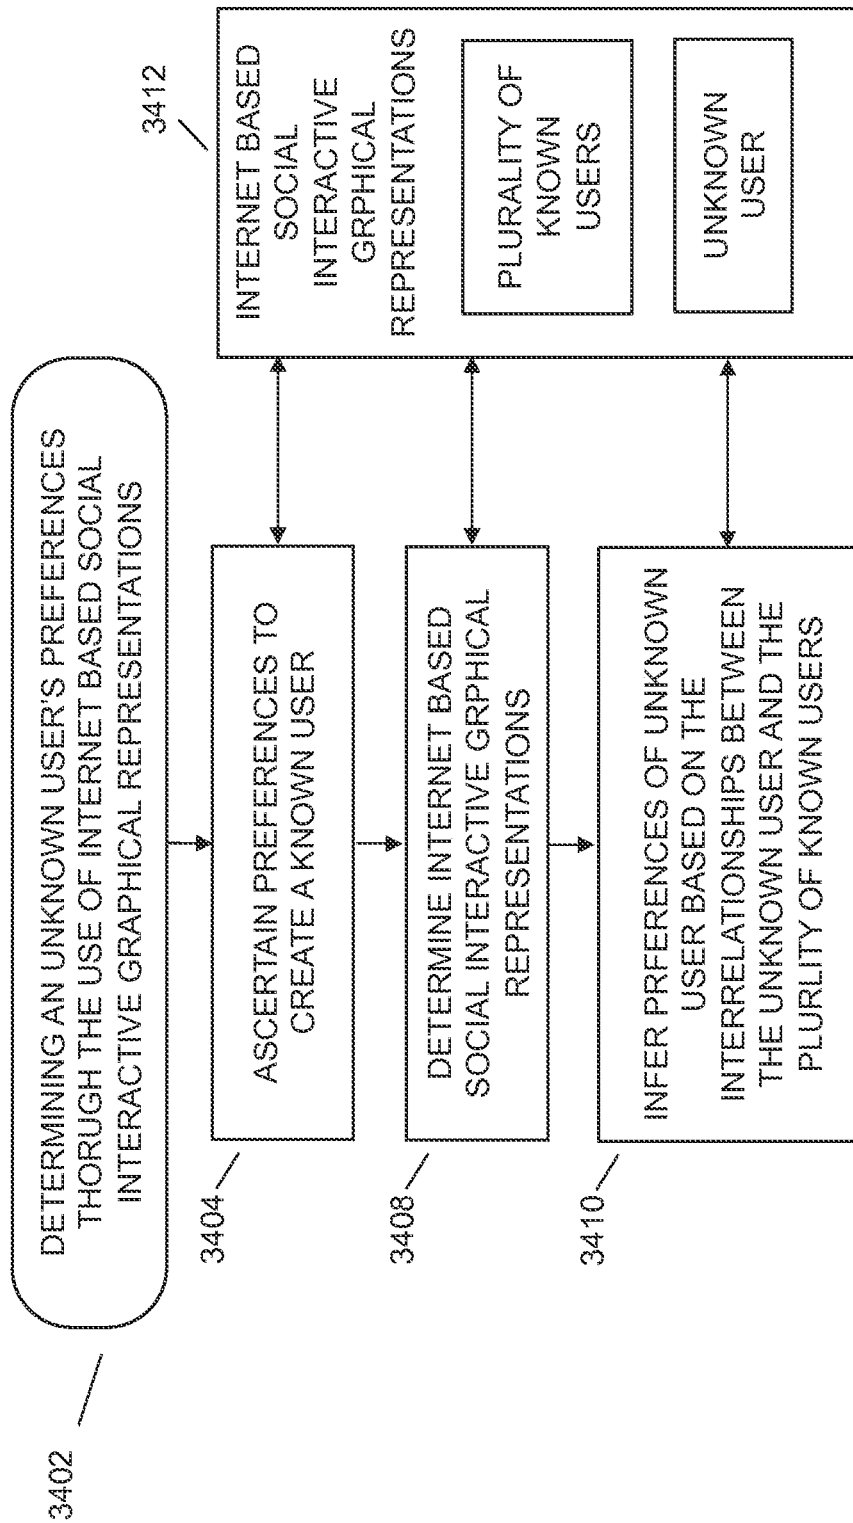 3402
DETERMINING AN UNKNOWN USER'S PREFERENCES
THORUGH THE USE OF INTERNET BASED SOCIAL
INTERACTIVE GRAPHICAL REPRESENTATIONS
3404
ASCERTAIN PREFERENCES TO
CREATE A KNOWN USER
3408
DETERMINE INTERNET BASED
SOCIAL INTERACTIVE GRPHICAL
REPRESENTATIONS
3410
INFER PRFERENCES OF UNKNOWN
USER BASED ON THE
INTERRELATIONSHIPS BETWEEN
THE UNKNOWN USER AND THE
PLURLITY OF KNOWN USERS
3412
INTERNET BASED
SOCIAL
INTERACTIVE
GRPHICAL
REPRESENTATIONS
PLURALITY OF
KNOWN
USERS
UNKNOWN
USER